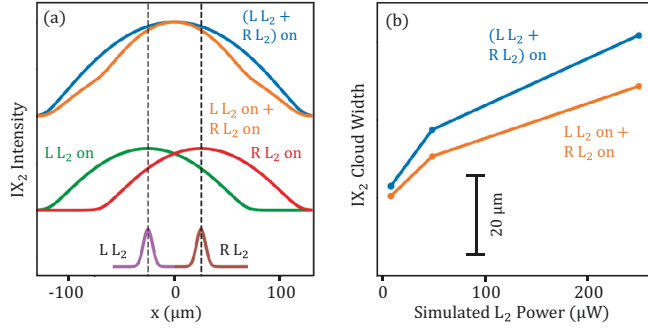 (a)
(L L₂ +
R L₂) on
L L₂ on +
R L₂ on
L L₂ on
R L₂ on
L L₂
R L₂
IX₂ Intensity
-100
0
100
x (μm)
(b)
(L L₂ +
R L₂) on
L L₂ on +
R L₂ on
20 μm
IX₂ Cloud Width
0
100
200
Simulated L₂ Power (μW)